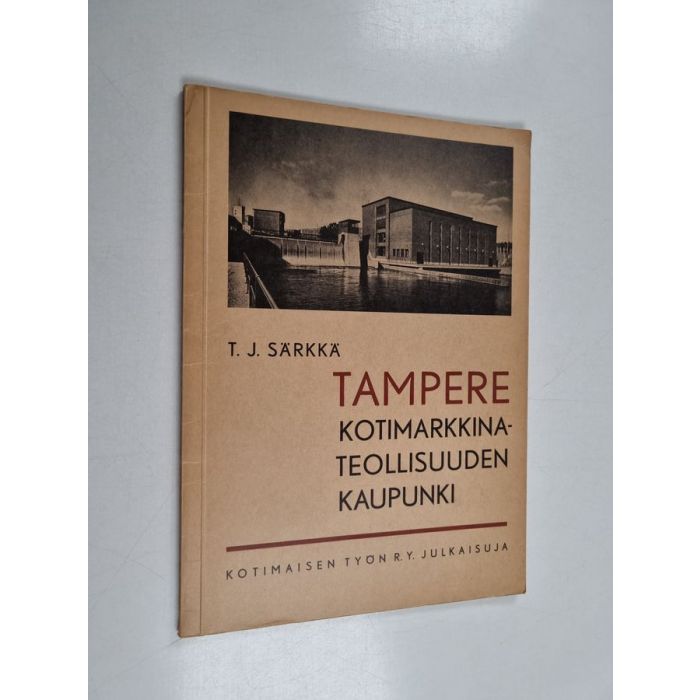 T. J. SÄRKKÄ
TAMPERE
KOTIMARKKINA-
TEOLLISUUDEN
KAUPUNKI
KOTIMAISEN TYÖN R.Y. JULKAISUJA